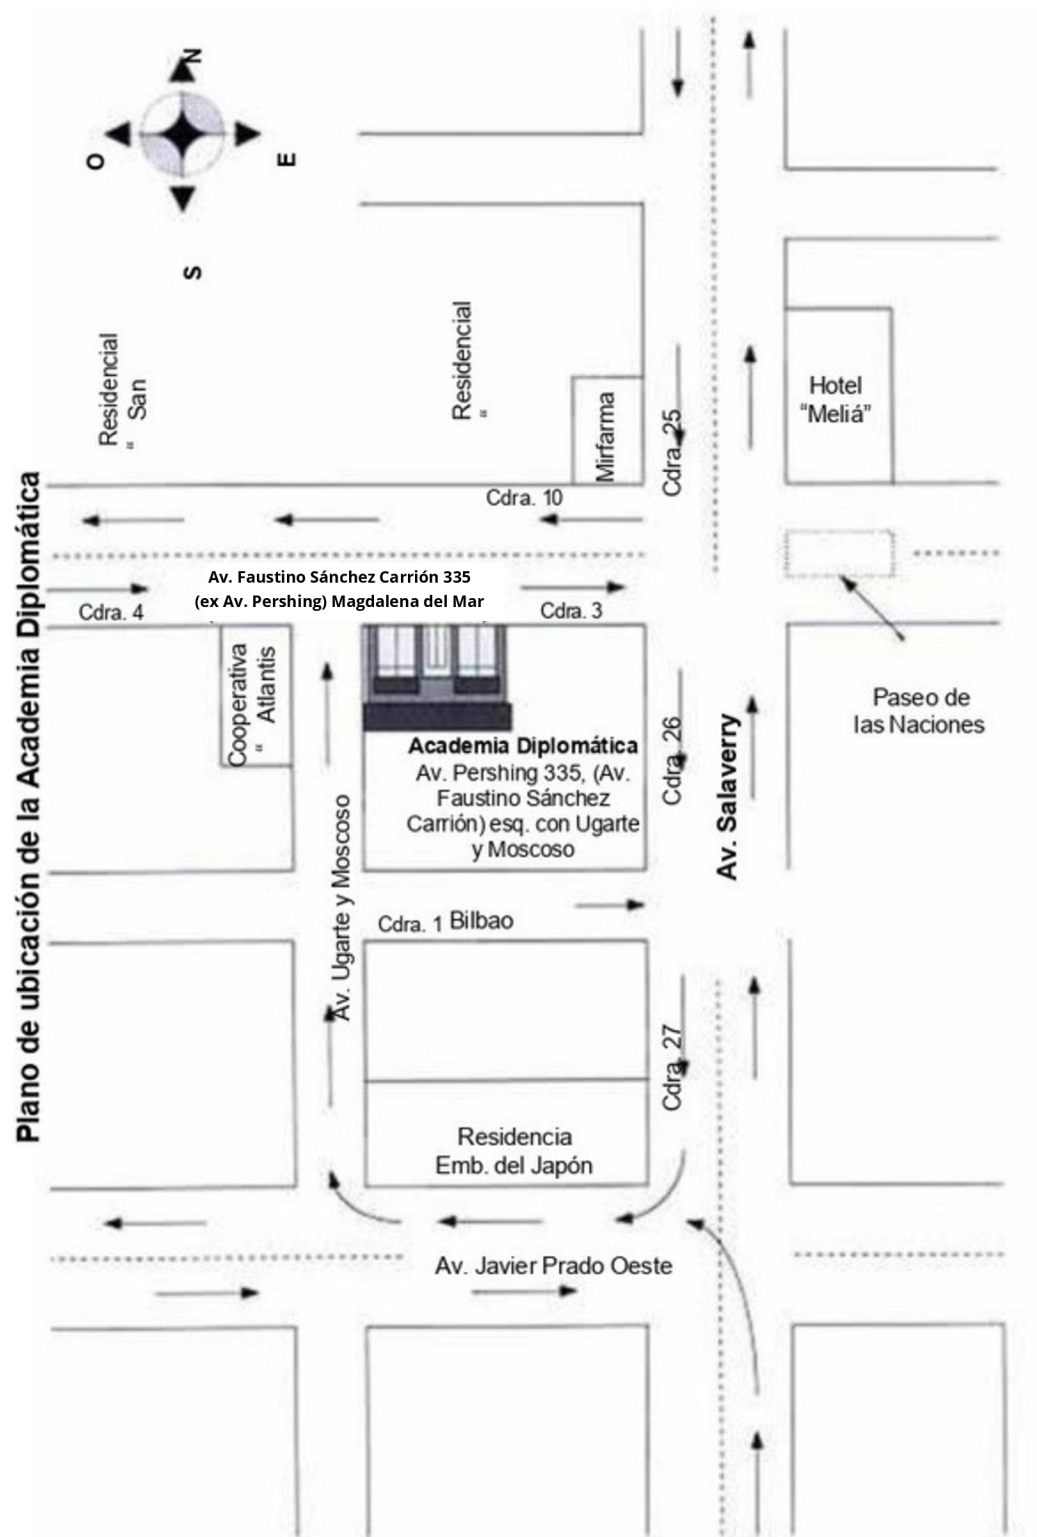 Plano de ubicación de la Academia Diplomática
N
O
E
S
Residencial
“ San
Residencial
“
Mirfarma
Cdra. 25
Hotel
“Meliá”
Cdra. 10
Av. Faustino Sánchez Carrión 335
(ex Av. Pershing) Magdalena del Mar
Cdra. 4
Cdra. 3
Cooperativa
“ Atlantis
Paseo de
las Naciones
Academia Diplomática
Av. Pershing 335, (Av.
Faustino Sánchez
Carrión) esq. con Ugarte
y Moscoso
Cdra. 26
Av. Salaverry
Av. Ugarte y Moscoso
Cdra. 1 Bilbao
Cdra. 27
Residencia
Emb. del Japón
Av. Javier Prado Oeste